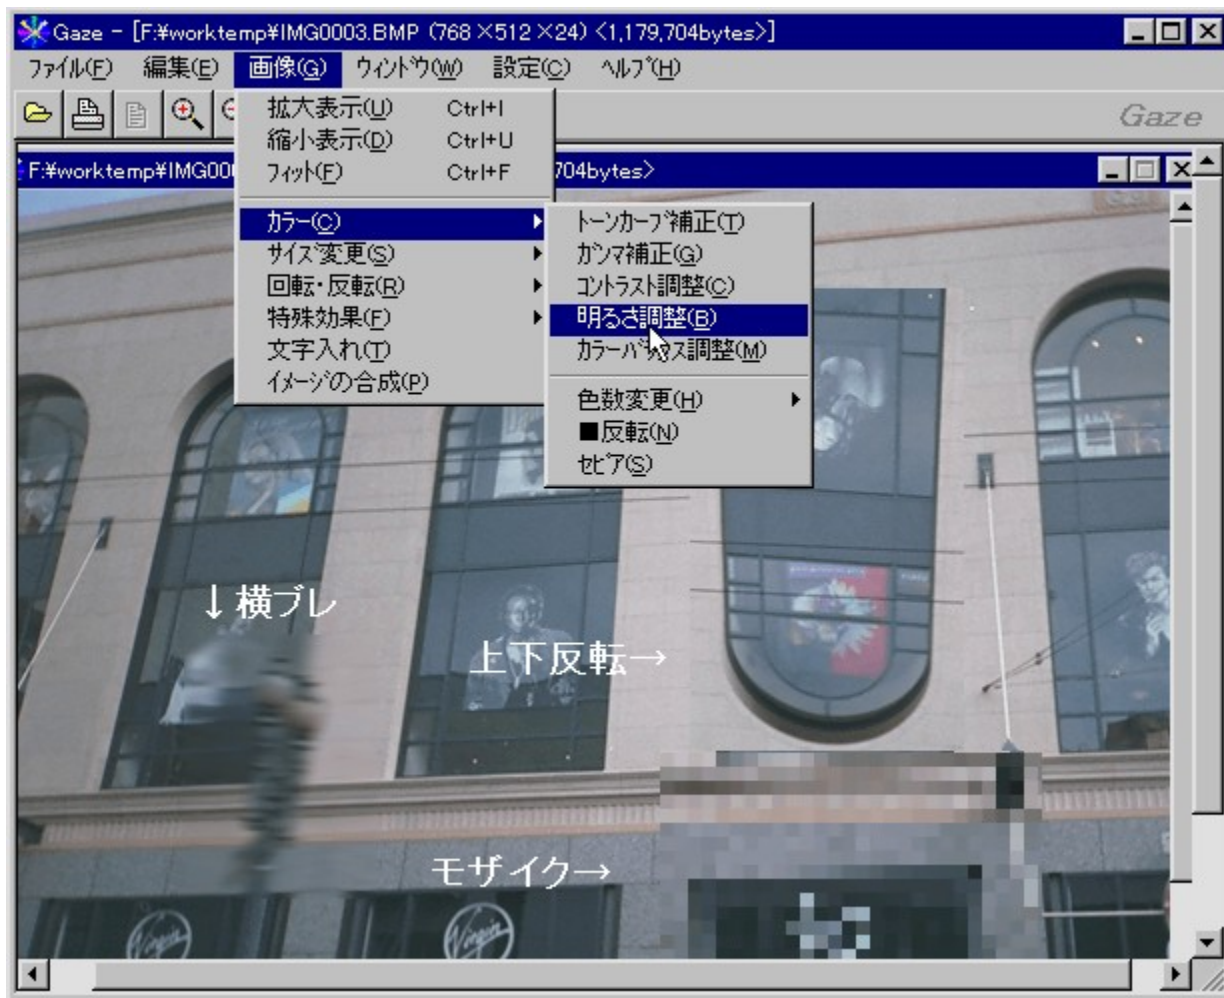 Gaze - [F:¥worktemp¥IMG0003.BMP (768×512×24) <1,179,704bytes>]
ファイル(F) 編集(E) 画像(G) ウィンドウ(W) 設定(C) ヘルプ(H)
Gaze
拡大表示(U) Ctrl+I
縮小表示(D) Ctrl+U
フィット(F) Ctrl+F
F:¥worktemp¥IMG00
704bytes>
カラー(C)
サイズ変更(S)
回転・反転(R)
特殊効果(F)
文字入れ(T)
イメージの合成(P)
トーンカーブ補正(T)
ガンマ補正(G)
コントラスト調整(C)
明るさ調整(B)
カラーバランス調整(M)
色数変更(H)
■反転(N)
セピア(S)
↓横ブレ
上下反転→
モザイク→
Virgin
Virgin